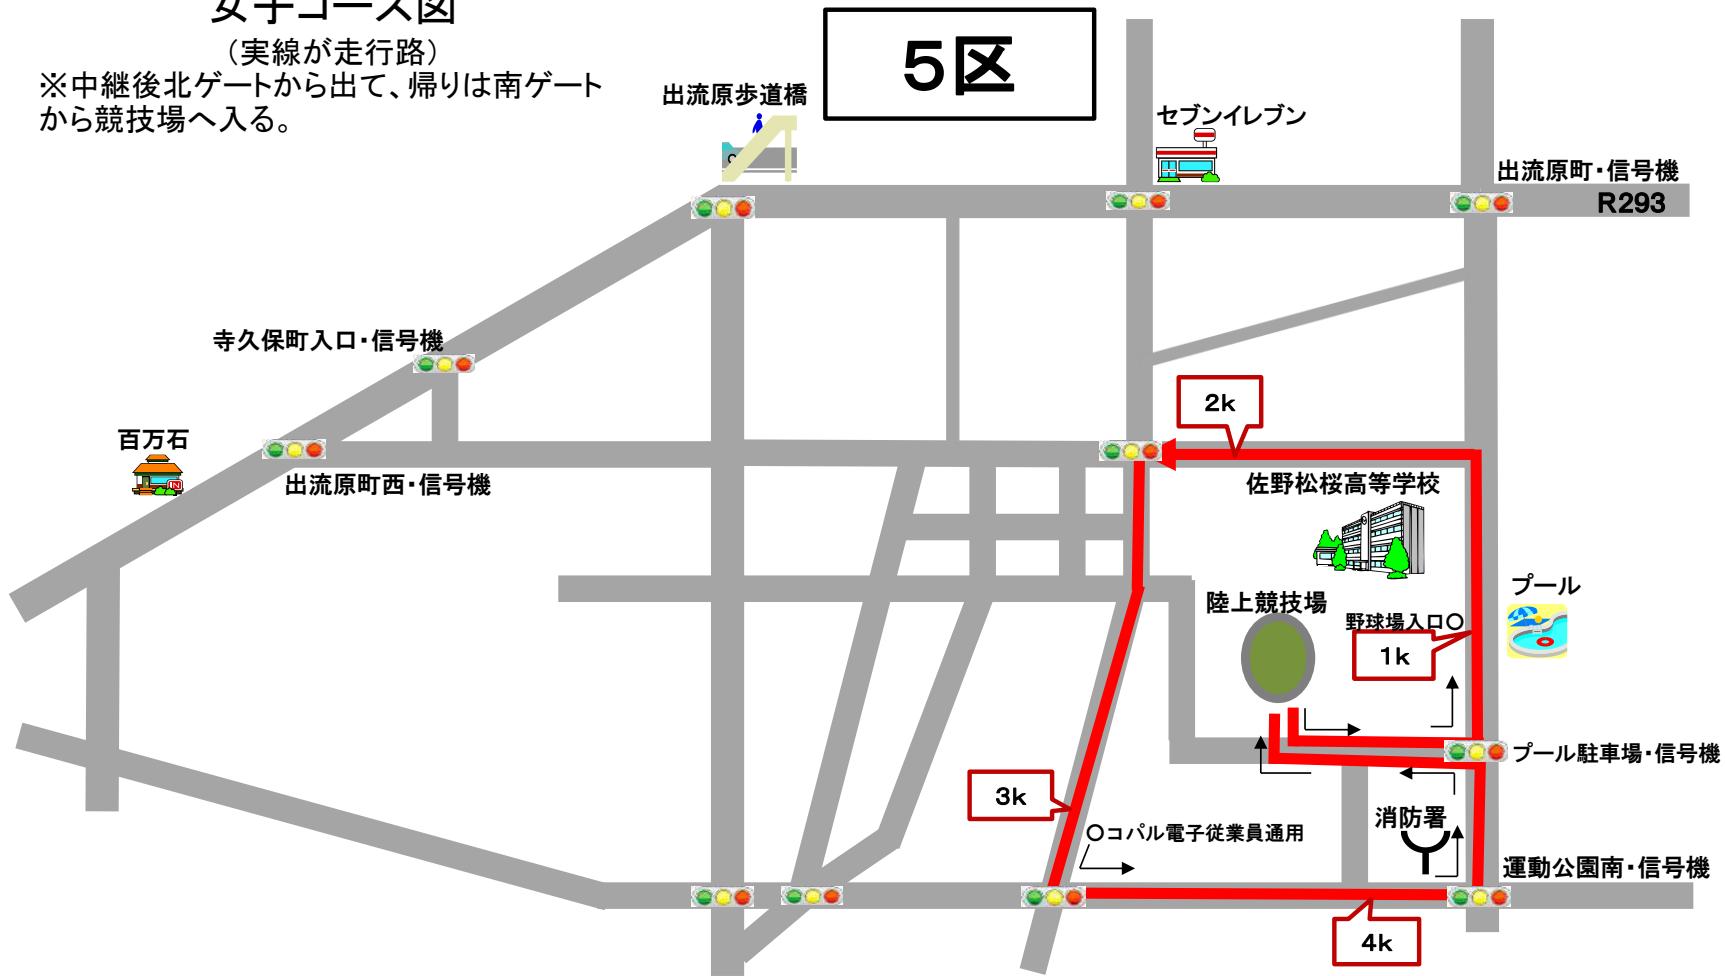 女子コース図
（実線が走行路）
※中継後北ゲートから出て、帰りは南ゲート
から競技場へ入る。
5区
出流原歩道橋
セブンイレブン
出流原町・信号機
R293
寺久保町入口・信号機
百万石
出流原町西・信号機
2k
佐野松桜高等学校
プール
陸上競技場
野球場入口○
1k
プール駐車場・信号機
3k
消防署
○コパル電子従業員通用
運動公園南・信号機
4k